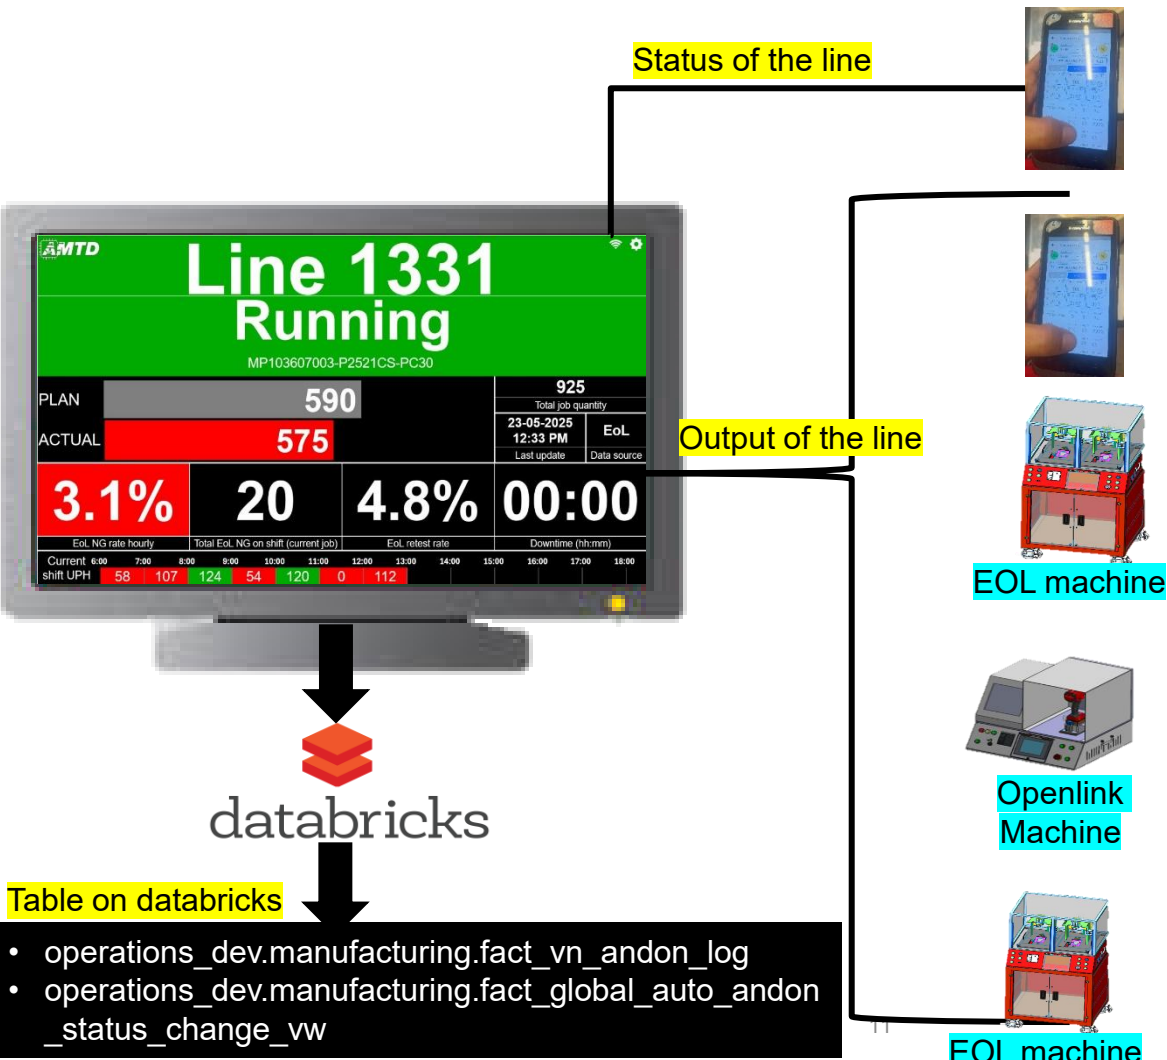 Status of the line
AMTD
Line 1331
Running
MP103607003-P2521CS-PC30
PLAN 590
ACTUAL 575
925
Total job quantity
23-05-2025
12:33 PM
Last update
EoL
Data source
3.1%
EoL NG rate hourly
20
Total EoL NG on shift (current job)
4.8%
EoL retest rate
00:00
Downtime (hh:mm)
Current shift UPH
6:00 7:00 8:00 9:00 10:00 11:00 12:00 13:00 14:00 15:00 16:00 17:00 18:00
58 107 124 54 120 0 112
Output of the line
EOL machine
Openlink
Machine
databricks
Table on databricks
• operations_dev.manufacturing.fact_vn_andon_log
• operations_dev.manufacturing.fact_global_auto_andon
_status_change_vw
11
EOL machine